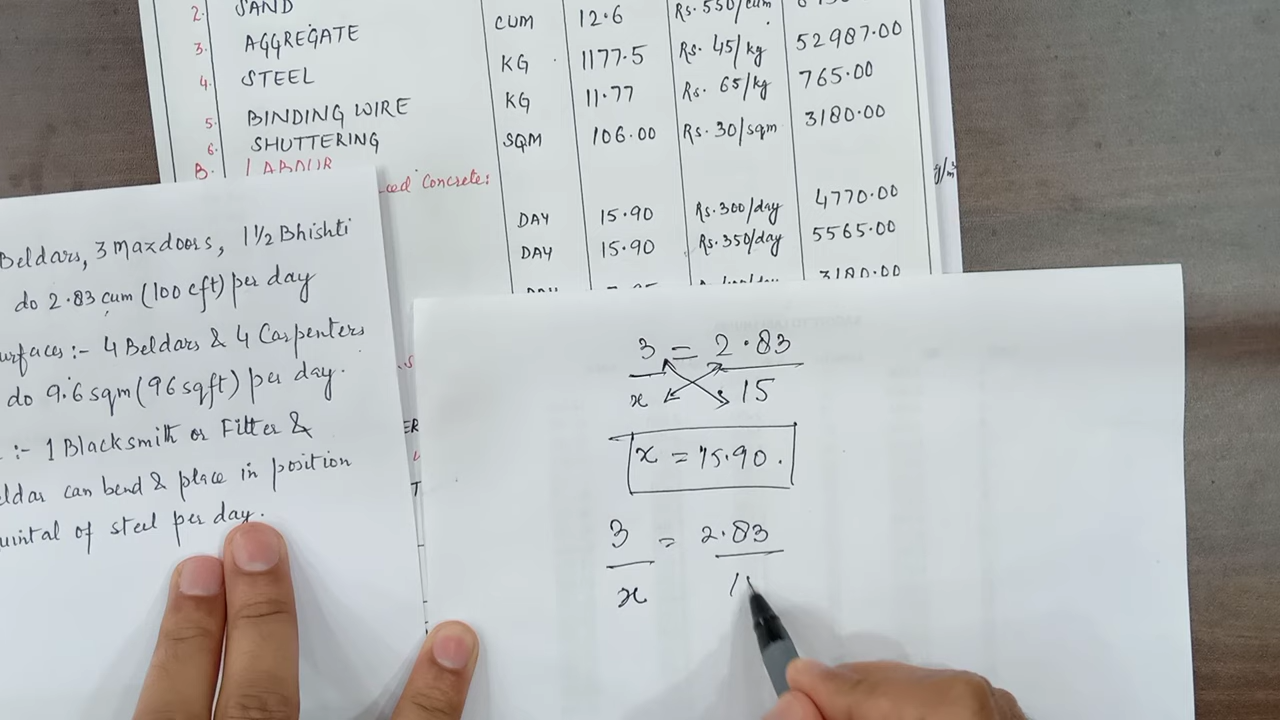 2. SAND CUM 12.6 Rs. 550/cum
3. AGGREGATE KG 1177.5 Rs. 45/kg 52987.00
4. STEEL KG 11.77 Rs. 65/kg 765.00
5. BINDING WIRE SQM 106.00 Rs. 30/sqm 3180.00
6. SHUTTERING
B. LABOUR
Concrete:
DAY 15.90 Rs. 300/day 4770.00
DAY 15.90 Rs. 350/day 5565.00
3180.00
Beldars, 3 Mazdoors, 1½ Bhishti
do 2.83 cum (100 cft) per day
urfaces :- 4 Beldars & 4 Carpenters
do 9.6 sqm (96 sqft) per day.
:- 1 Blacksmith or Fitter &
eldar can bend & place in position
uintal of steel per day.
3 = 2.83
x 15
x = 15.90.
3 = 2.83
x 1